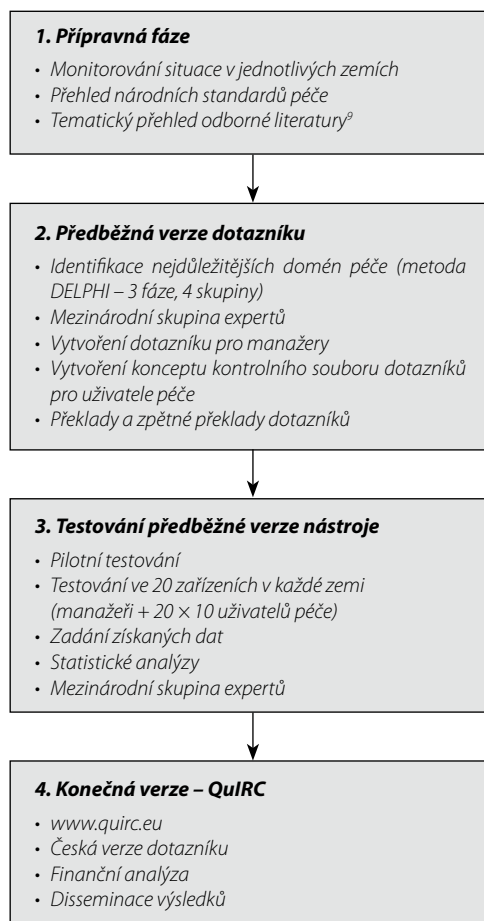 1. Přípravná fáze
• Monitorování situace v jednotlivých zemích
• Přehled národních standardů péče
• Tematický přehled odborné literatury⁹
2. Předběžná verze dotazníku
• Identifikace nejdůležitějších domén péče (metoda
DELPHI – 3 fáze, 4 skupiny)
• Mezinárodní skupina expertů
• Vytvoření dotazníku pro manažery
• Vytvoření konceptu kontrolního souboru dotazníků
pro uživatele péče
• Překlady a zpětné překlady dotazníků
3. Testování předběžné verze nástroje
• Pilotní testování
• Testování ve 20 zařízeních v každé zemi
(manažeři + 20 × 10 uživatelů péče)
• Zadání získaných dat
• Statistické analýzy
• Mezinárodní skupina expertů
4. Konečná verze – QuIRC
• www.quirc.eu
• Česká verze dotazníku
• Finanční analýza
• Disseminace výsledků